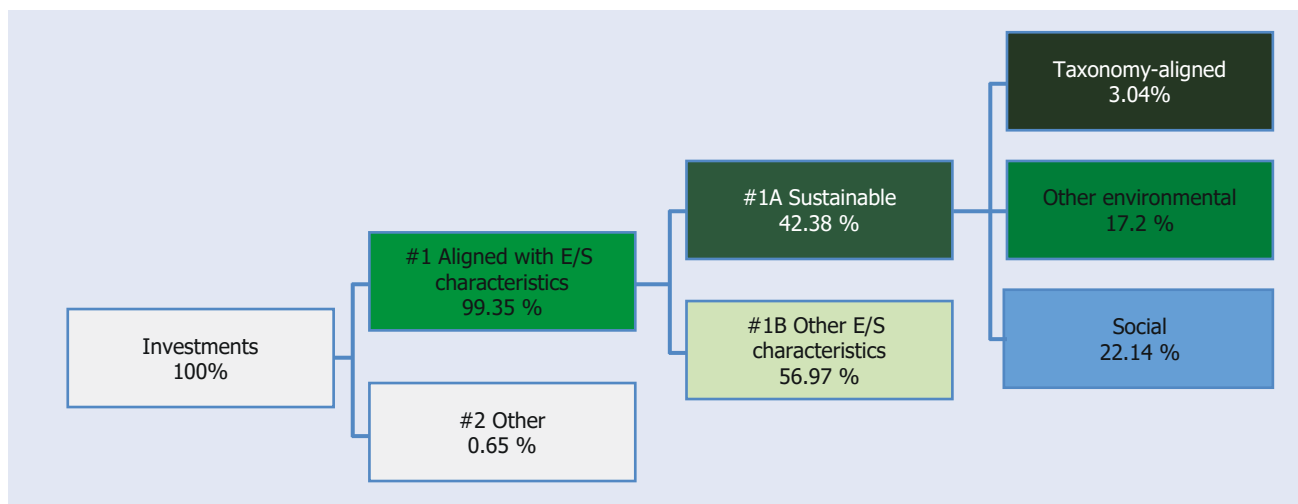 Investments
100%
#1 Aligned with E/S
characteristics
99.35 %
#2 Other
0.65 %
#1A Sustainable
42.38 %
#1B Other E/S
characteristics
56.97 %
Taxonomy-aligned
3.04%
Other environmental
17.2 %
Social
22.14 %